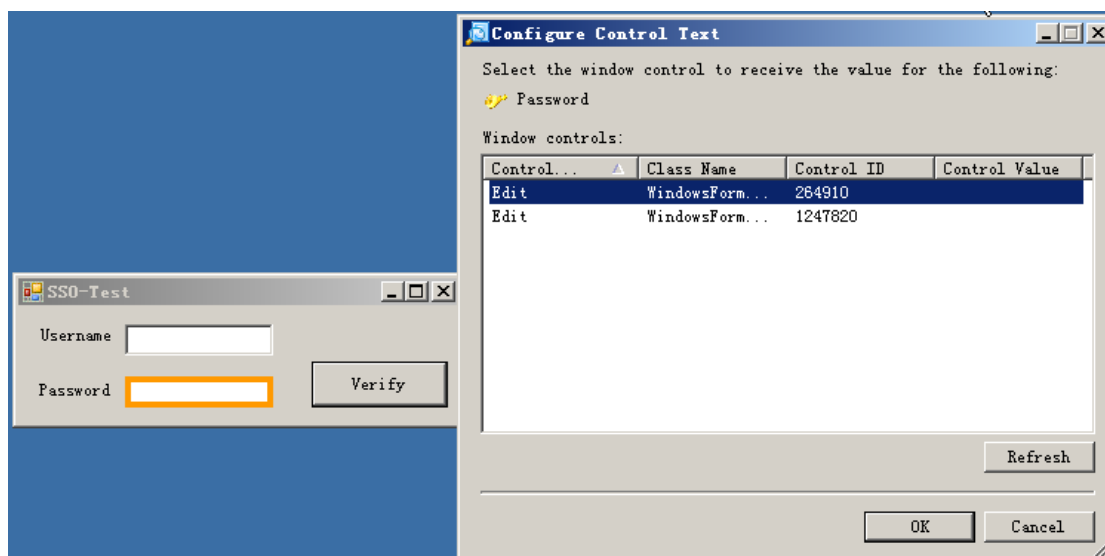 SSO-Test
Username
Password
Verify
Configure Control Text
Select the window control to receive the value for the following:
Password
Window controls:
Control... Class Name Control ID Control Value
Edit WindowsForm... 264910
Edit WindowsForm... 1247820
Refresh
OK Cancel